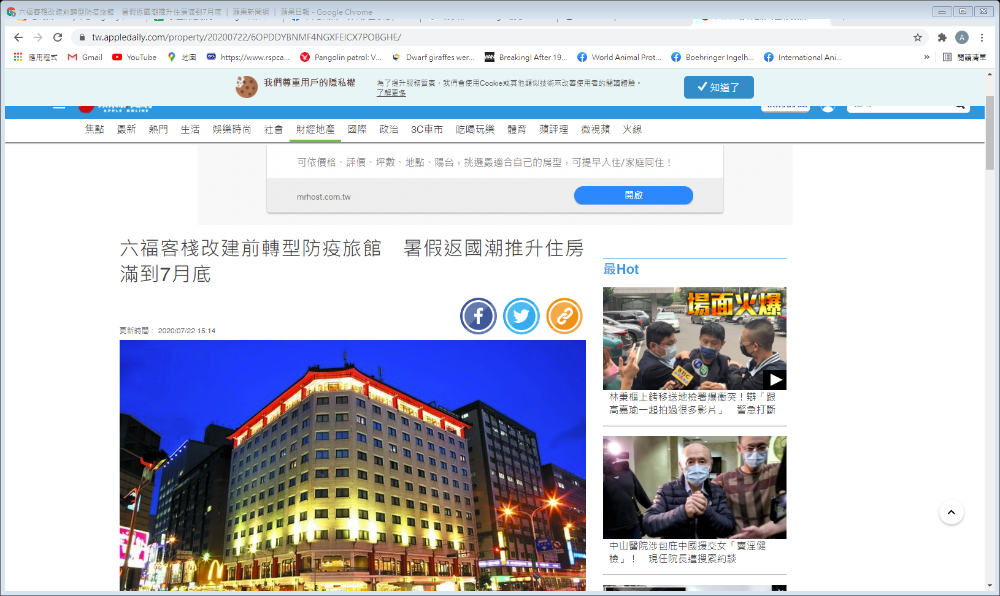 六福客棧改建前轉型防疫旅館　暑假返國潮推升住房滿到7月底 | 蘋果新聞網 | 蘋果日報 - Google Chrome
tw.appledaily.com/property/20200722/6OPDDYBNMF4NGXFEICX7POBGHE/
A
應用程式 Gmail YouTube 地圖 https://www.rspca... Pangolin patrol: V... Dwarf giraffes wer... Breaking! After 19... World Animal Prot... Boehringer Ingelh... International Ani... » 閱讀清單
我們尊重用戶的隱私權
為了提升服務質素，我們會使用Cookie或其他類似技術來改善使用者的閱讀體驗。
了解更多
知道了
APPLE ONLINE
焦點 最新 熱門 生活 娛樂時尚 社會 財經地產 國際 政治 3C車市 吃喝玩樂 體育 蘋評理 微視蘋 火線
可依價格、評價、坪數、地點、陽台，挑選最適合自己的房型，可提早入住/家庭同住！
mrhost.com.tw
開啟
六福客棧改建前轉型防疫旅館　暑假返國潮推升住房
滿到7月底
更新時間： 2020/07/22 15:14
最Hot
場面火爆
林秉樞上銬移送地檢署爆衝突！辯「跟
高嘉瑜一起拍過很多影片」　警急打斷
中山醫院涉包庇中國援交女「賣淫健
檢」！　現任院長遭搜索約談